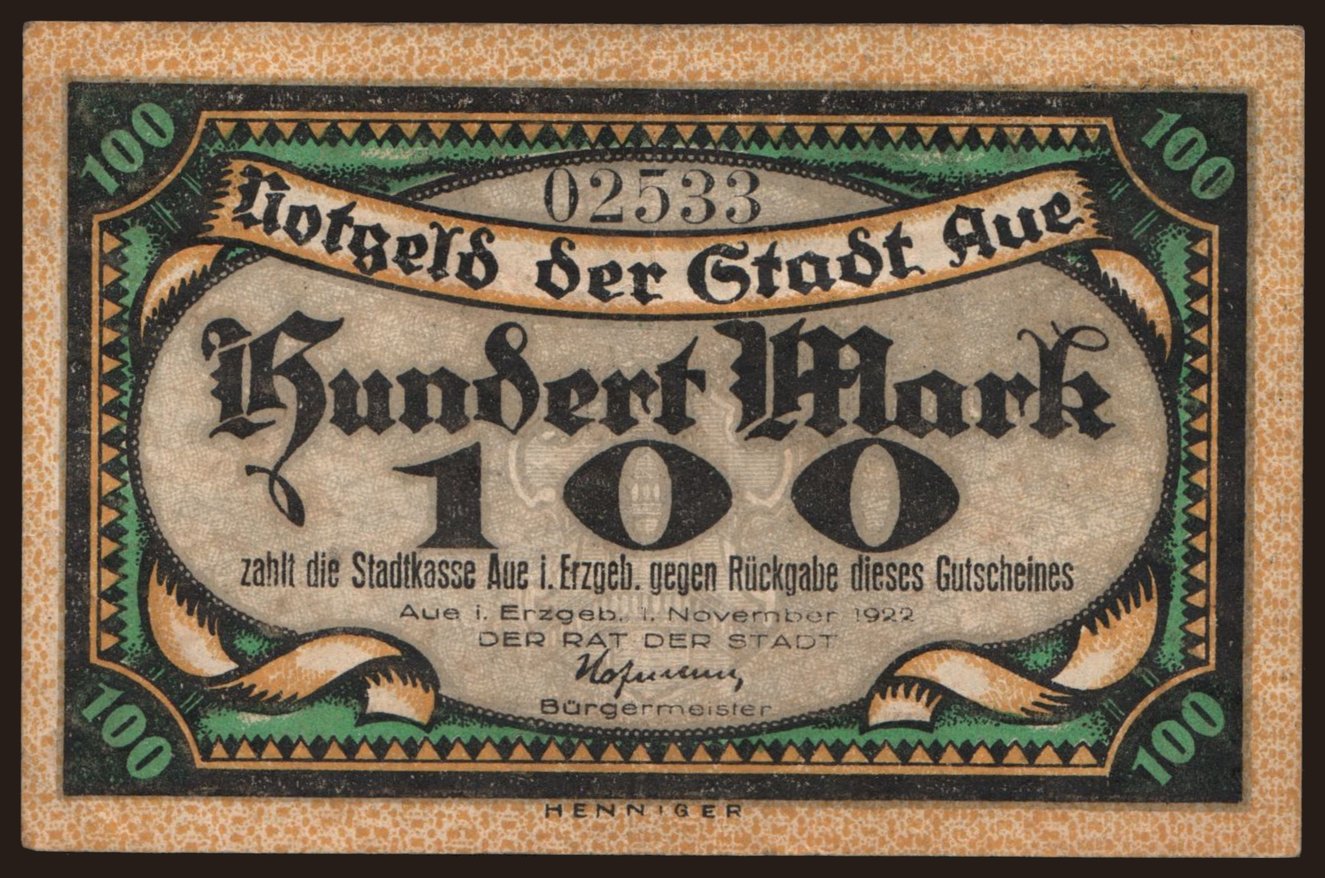 100
100
02533
Notgeld der Stadt Aue
Hundert Mark
100
zahlt die Stadtkasse Aue i. Erzgeb. gegen Rückgabe dieses Gutscheines
Aue i. Erzgeb., 1. November 1922
DER RAT DER STADT
Hofmann
Bürgermeister
100
100
HENNIGER